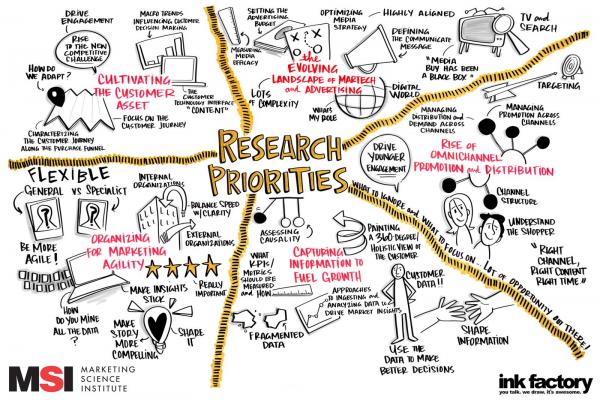 DRIVE
ENGAGEMENT
RISE
TO THE NEW
COMPETITIVE
CHALLENGE
MACRO TRENDS
INFLUENCING CUSTOMER
DECISION MAKING
HOW DO
WE ADAPT?
CULTIVATING
THE CUSTOMER
ASSET
THE
CUSTOMER
TECHNOLOGY INTERFACE
"CONTENT"
FOCUS ON THE
CUSTOMER JOURNEY
CHARACTERIZING
THE CUSTOMER JOURNEY
ALONG THE PURCHASE FUNNEL
SETTING THE
ADVERTISING
BUDGET
MEASURING
MEDIA
EFFICACY
OPTIMIZING
MEDIA
STRATEGY
the
EVOLVING
LANDSCAPE OF MARTECH
AND ADVERTISING
LOTS
OF COMPLEXITY
WHATS
MY ROLE
HIGHLY ALIGNED
DEFINING
THE COMMUNICATE
MESSAGE
"MEDIA
BUY HAS BEEN
A BLACK BOX"
DIGITAL
WORLD
TV AND
SEARCH
TARGETING
MANAGING
DISTRIBUTION AND
DEMAND ACROSS
CHANNELS
MANAGING
PROMOTION ACROSS
CHANNELS
RISE OF
OMNICHANNEL
PROMOTION AND DISTRIBUTION
DRIVE
YOUNGER
ENGAGEMENT
CHANNEL
STRUCTURE
UNDERSTAND
THE SHOPPER
"RIGHT
CHANNEL,
RIGHT CONTENT
RIGHT TIME."
RESEARCH
PRIORITIES
WHAT TO IGNORE AND WHAT TO FOCUS ON... LOT OF OPPORTUNITY OUT THERE!
FLEXIBLE
GENERAL VS SPECIALIST
INTERNAL
ORGANIZATIONS
BALANCE SPEED
W/ CLARITY
EXTERNAL
ORGANIZATIONS
BE MORE
AGILE!
ORGANIZING
FOR MARKETING
AGILITY
"REALLY
IMPORTANT"
MAKE INSIGHTS
STICK
HOW
DO YOU MINE
ALL THE DATA
?
MAKE
STORY
MORE
COMPELLING
SHARE
IT
ASSESSING
CAUSALITY
CAPTURING
INFORMATION TO
FUEL GROWTH
WHAT
KPIS/
METRICS
SHOULD BE
MEASURED
AND HOW
PAINTING
A 360 DEGREE/
HOLISTIC VIEW OF
THE CUSTOMER
APPROACHES
TO INGESTING AND
ANALYZING DATA to
DRIVE MARKET INSIGHTS
FRAGMENTED
DATA
CUSTOMER
DATA!!
USE THE
DATA TO MAKE
BETTER DECISIONS
SHARE
INFORMATION
MSI MARKETING
SCIENCE
INSTITUTE
ink factory
you talk. we draw. it's awesome.